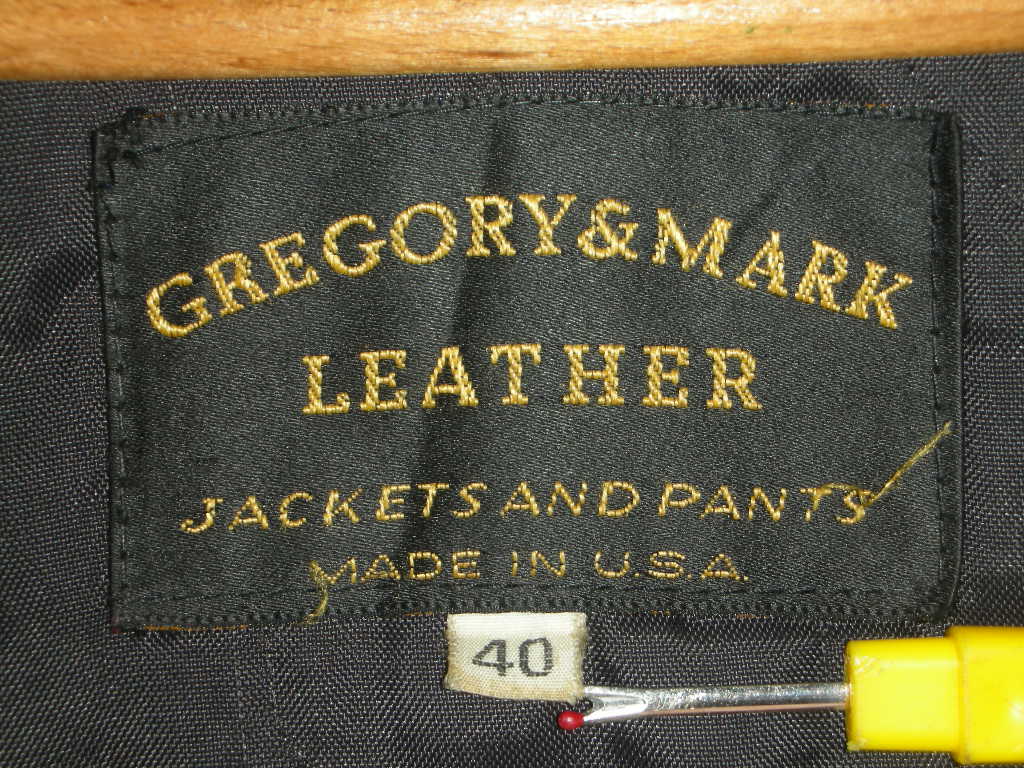 GREGORY&MARK
LEATHER
JACKETS AND PANTS
MADE IN U.S.A.
40